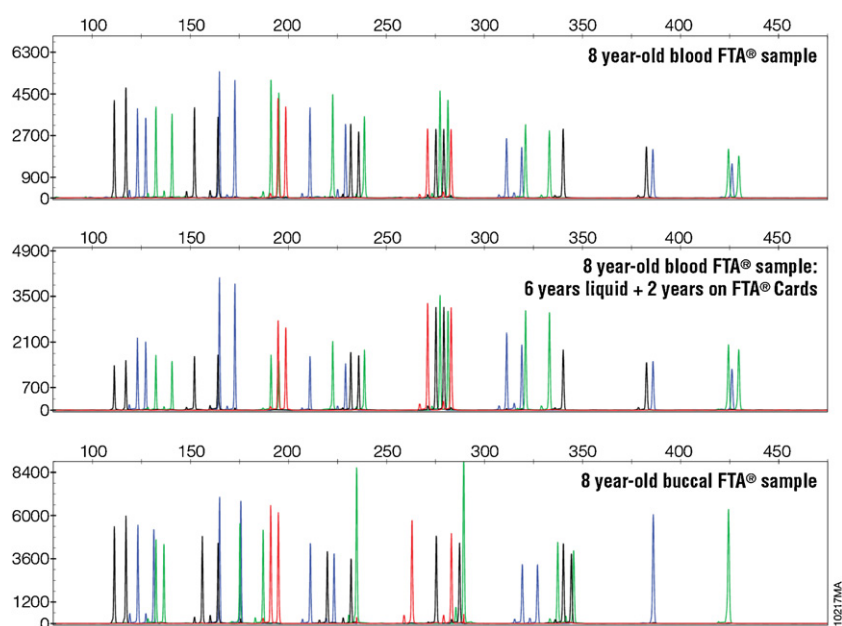 100 150 200 250 300 350 400 450
8 year-old blood FTA® sample
6300
4500
2700
900
0
100 150 200 250 300 350 400 450
8 year-old blood FTA® sample:
6 years liquid + 2 years on FTA® Cards
4900
3500
2100
700
0
100 150 200 250 300 350 400 450
8 year-old buccal FTA® sample
8400
6000
3600
1200
0
10217MA